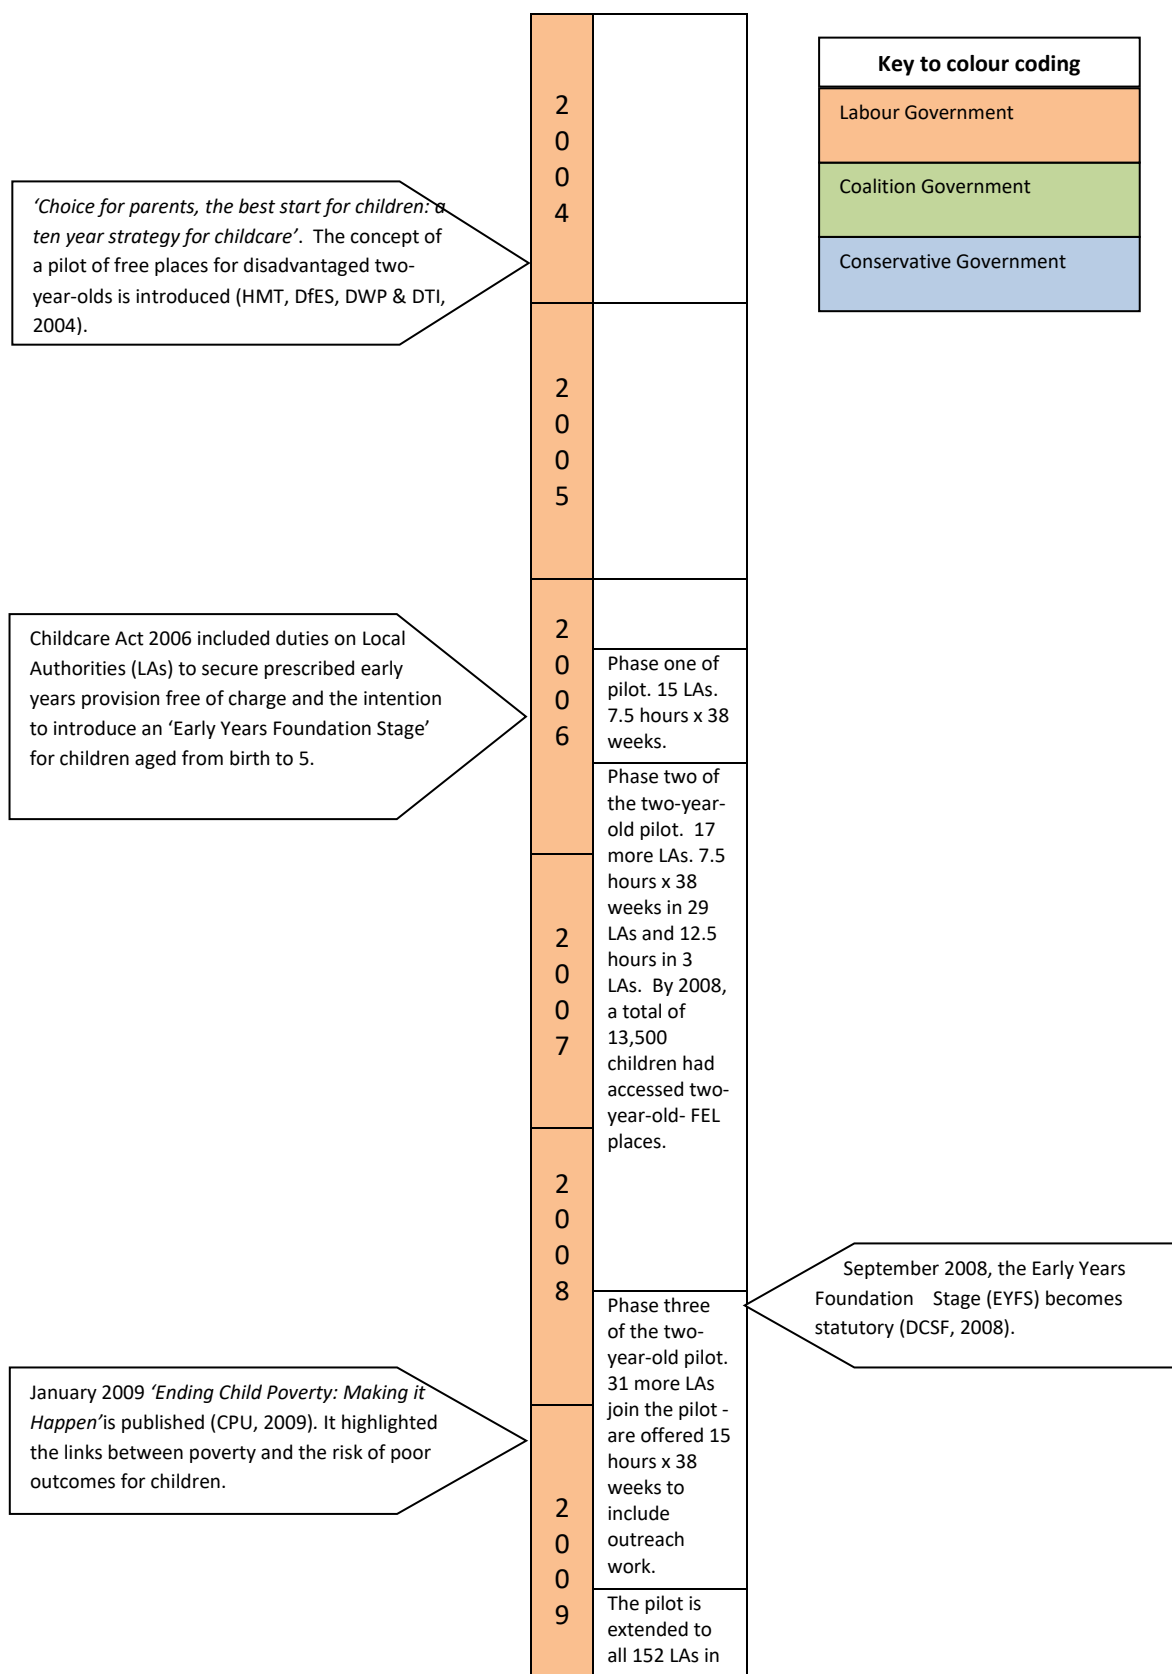 Key to colour coding
Labour Government
Coalition Government
Conservative Government
2
0
0
4
‘Choice for parents, the best start for children: a
ten year strategy for childcare’.  The concept of
a pilot of free places for disadvantaged two-
year-olds is introduced (HMT, DfES, DWP & DTI,
2004).
2
0
0
5
2
0
0
6
Childcare Act 2006 included duties on Local
Authorities (LAs) to secure prescribed early
years provision free of charge and the intention
to introduce an ‘Early Years Foundation Stage’
for children aged from birth to 5.
Phase one of
pilot. 15 LAs.
7.5 hours x 38
weeks.
Phase two of
the two-year-
old pilot.  17
more LAs. 7.5
hours x 38
weeks in 29
LAs and 12.5
hours in 3
LAs.  By 2008,
a total of
13,500
children had
accessed two-
year-old- FEL
places.
2
0
0
7
2
0
0
8
September 2008, the Early Years
Foundation    Stage (EYFS) becomes
statutory (DCSF, 2008).
Phase three
of the two-
year-old pilot.
31 more LAs
join the pilot -
are offered 15
hours x 38
weeks to
include
outreach
work.
January 2009 ‘Ending Child Poverty: Making it
Happen’is published (CPU, 2009). It highlighted
the links between poverty and the risk of poor
outcomes for children.
2
0
0
9
The pilot is
extended to
all 152 LAs in